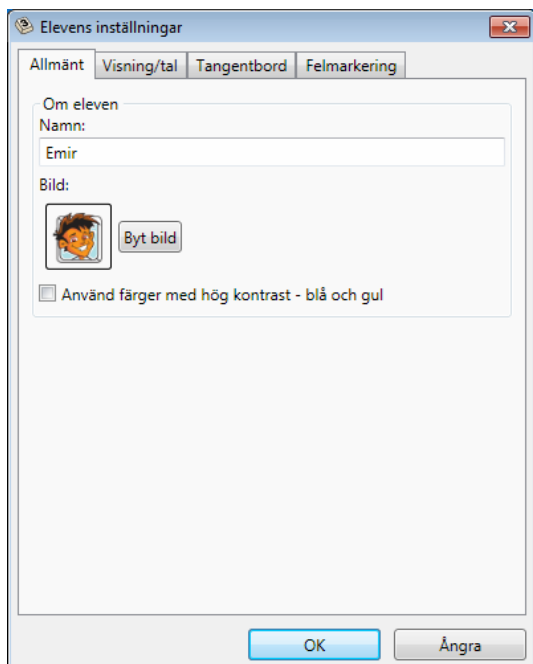 Elevens inställningar
Allmänt Visning/tal Tangentbord Felmarkering
Om eleven
Namn:
Emir
Bild:
Byt bild
Använd färger med hög kontrast - blå och gul
OK Ångra